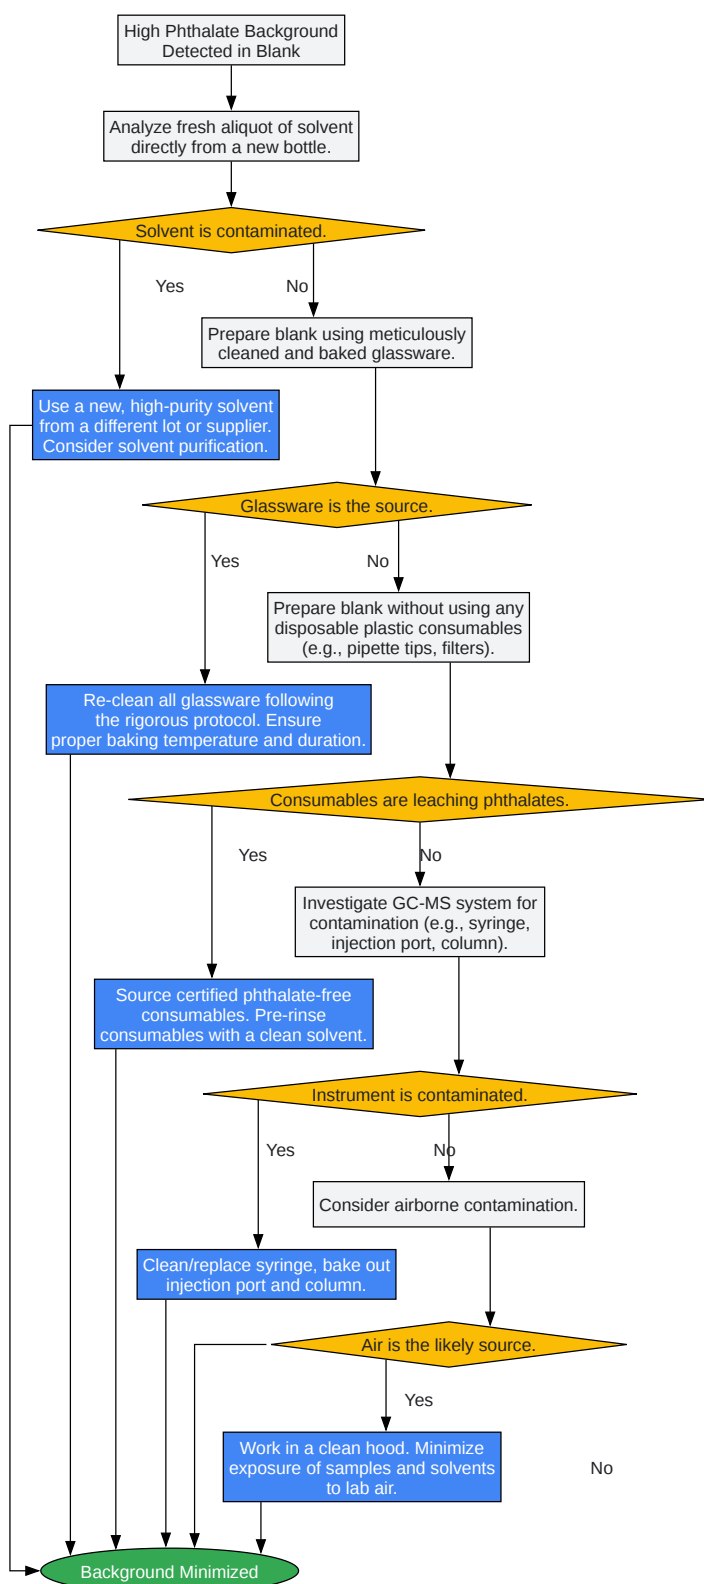 High Phthalate Background
Detected in Blank
Analyze fresh aliquot of solvent
directly from a new bottle.
Solvent is contaminated.
Yes
No
Prepare blank using meticulously
cleaned and baked glassware.
Use a new, high-purity solvent
from a different lot or supplier.
Consider solvent purification.
Glassware is the source.
Yes
No
Prepare blank without using any
disposable plastic consumables
(e.g., pipette tips, filters).
Re-clean all glassware following
the rigorous protocol. Ensure
proper baking temperature and duration.
Consumables are leaching phthalates.
Yes
No
Investigate GC-MS system for
contamination (e.g., syringe,
injection port, column).
Source certified phthalate-free
consumables. Pre-rinse
consumables with a clean solvent.
Instrument is contaminated.
Yes
No
Consider airborne contamination.
Clean/replace syringe, bake out
injection port and column.
Air is the likely source.
Yes
Work in a clean hood. Minimize
exposure of samples and solvents
to lab air.
No
Background Minimized